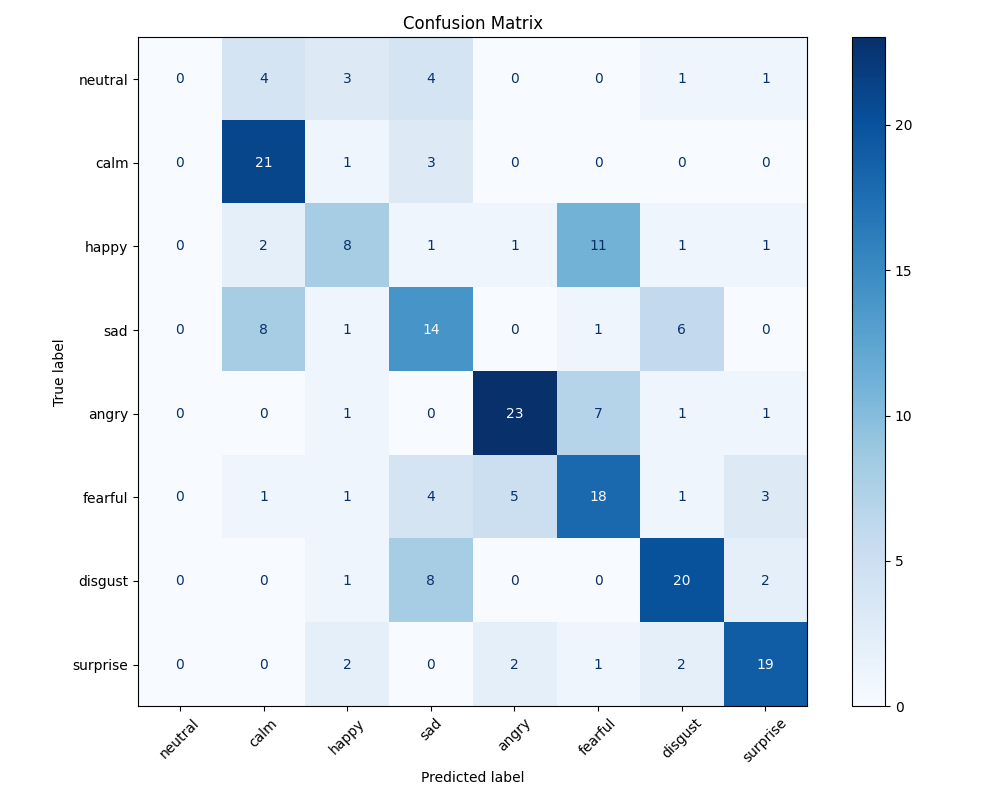 Confusion Matrix
True label
neutral 0 4 3 4 0 0 1 1
calm 0 21 1 3 0 0 0 0
happy 0 2 8 1 1 11 1 1
sad 0 8 1 14 0 1 6 0
angry 0 0 1 0 23 7 1 1
fearful 0 1 1 4 5 18 1 3
disgust 0 0 1 8 0 0 20 2
surprise 0 0 2 0 2 1 2 19
neutral calm happy sad angry fearful disgust surprise
Predicted label
20
15
10
5
0